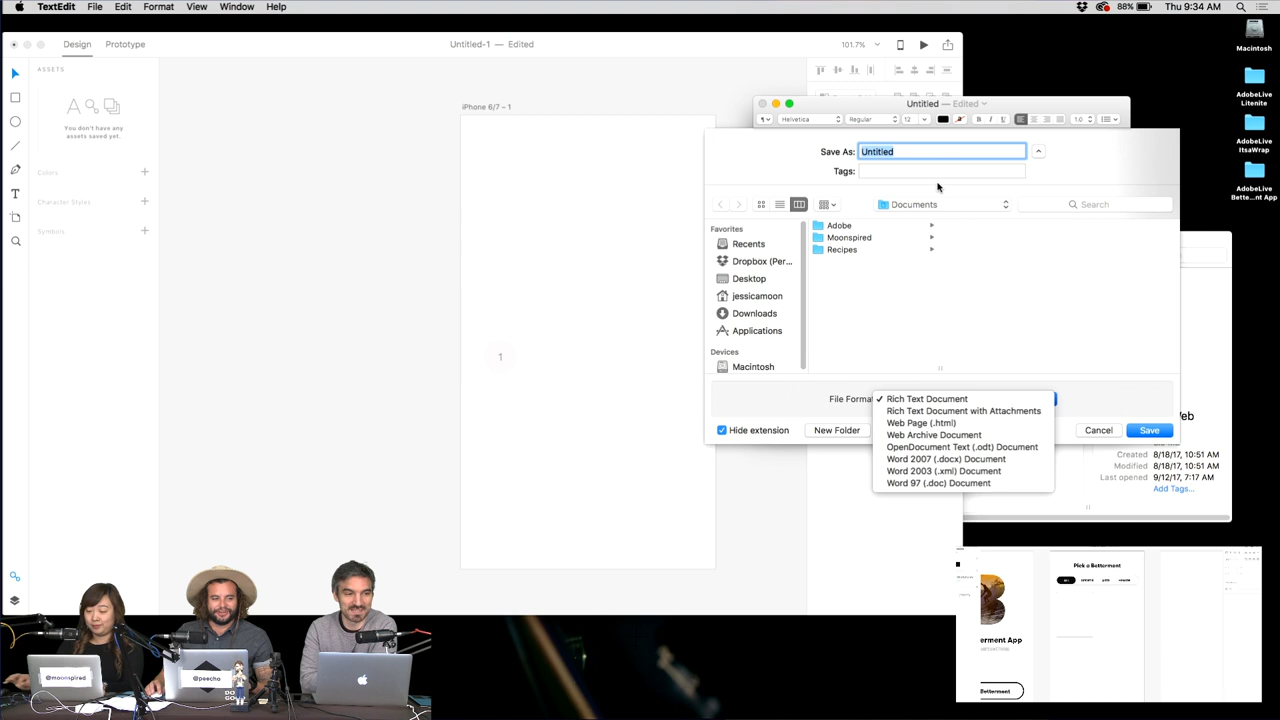 TextEdit File Edit Format View Window Help
88% Thu 9:34 AM
Design Prototype
Untitled-1 — Edited
101.7%
Macintosh
ASSETS
You don't have any
assets saved yet.
Colors +
Character Styles +
Symbols +
iPhone 6/7 – 1
1
Untitled — Edited
Helvetica Regular 12 B I U 1.0
Save As: Untitled
Tags:
Documents
Search
Favorites
Recents
Dropbox (Per...
Desktop
jessicamoon
Downloads
Applications
Devices
Macintosh
Adobe
Moonspired
Recipes
File Format
Rich Text Document
Rich Text Document with Attachments
Web Page (.html)
Web Archive Document
OpenDocument Text (.odt) Document
Word 2007 (.docx) Document
Word 2003 (.xml) Document
Word 97 (.doc) Document
Hide extension
New Folder
Cancel
Save
AdobeLive
Litenite
AdobeLive
ItsaWrap
AdobeLive
Bette...nt App
Web
Created 8/18/17, 10:51 AM
Modified 8/18/17, 10:51 AM
Last opened 9/12/17, 7:17 AM
Add Tags...
@moonspired
@peecho
Pick a Betterment
erment App
Betterment